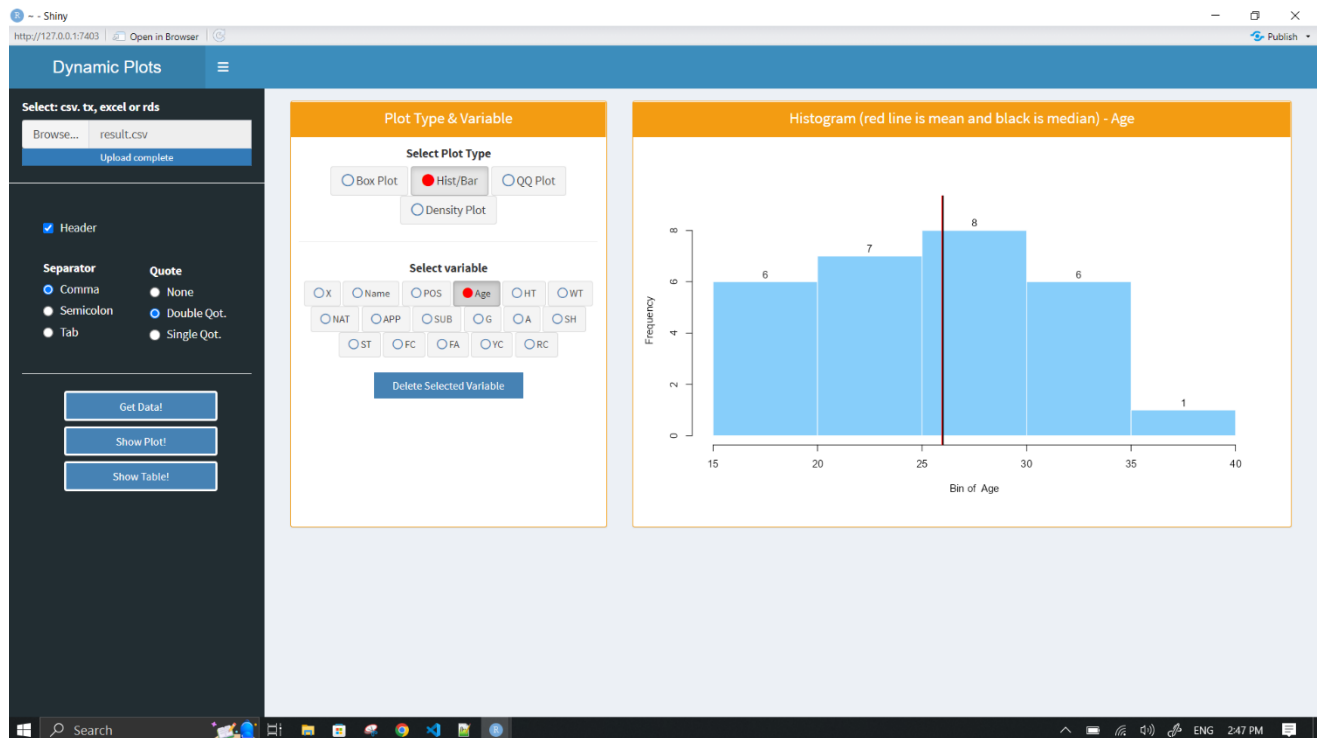 ~ - Shiny
http://127.0.0.1:7403 Open in Browser Publish
Dynamic Plots
Select: csv. tx, excel or rds
Browse... result.csv
Upload complete
Header
Separator Quote
Comma None
Semicolon Double Qot.
Tab Single Qot.
Get Data!
Show Plot!
Show Table!
Plot Type & Variable
Select Plot Type
Box Plot Hist/Bar QQ Plot
Density Plot
Select variable
X Name POS Age HT WT
NAT APP SUB G A SH
ST FC FA YC RC
Delete Selected Variable
Histogram (red line is mean and black is median) - Age
Frequency
8
6
4
2
0
6 7 8 6 1
15 20 25 30 35 40
Bin of Age
Search
ENG 2:47 PM